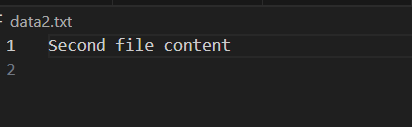 data2.txt
1 Second file content
2